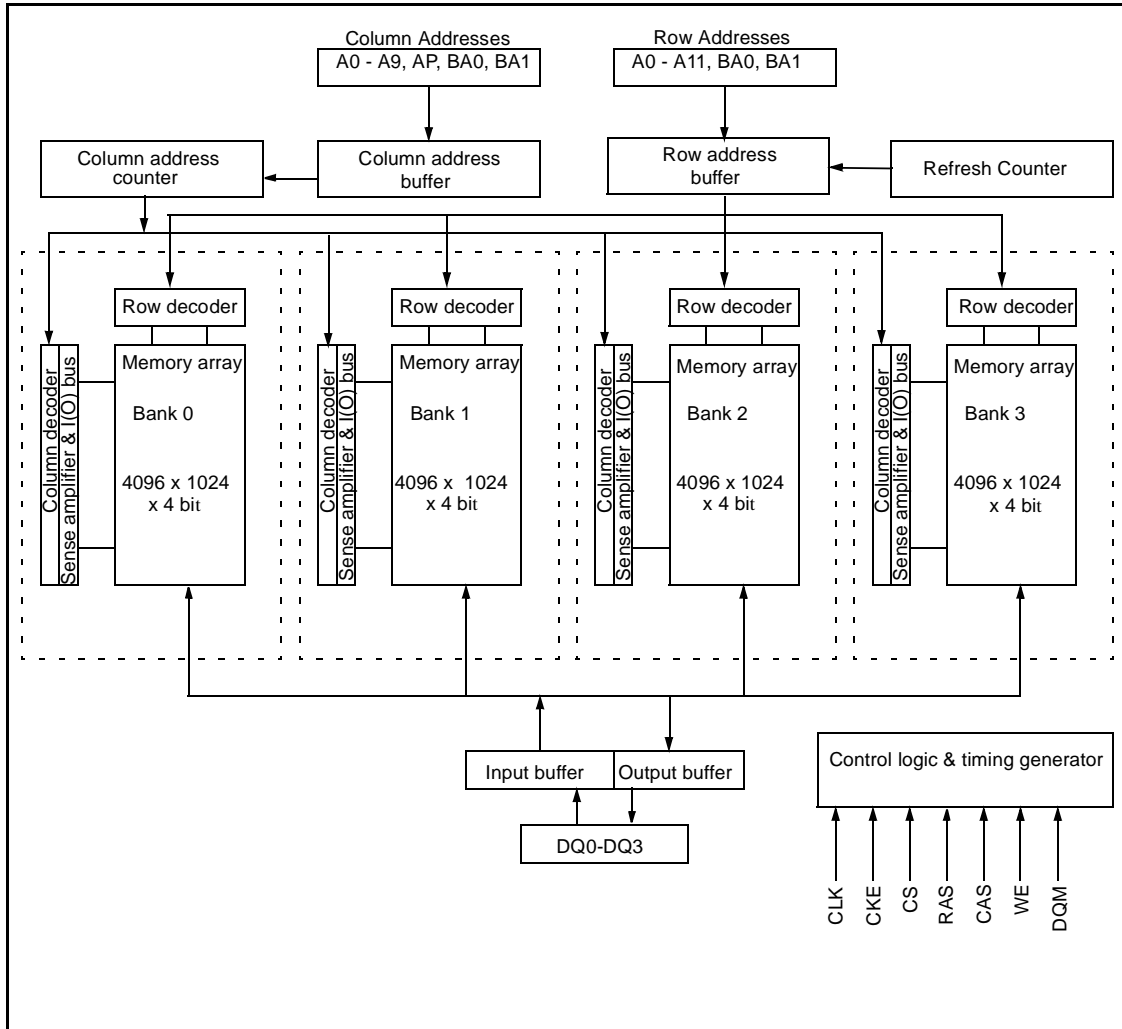 Column Addresses
A0 - A9, AP, BA0, BA1
Row Addresses
A0 - A11, BA0, BA1
Column address
counter
Column address
buffer
Row address
buffer
Refresh Counter
Row decoder
Row decoder
Row decoder
Row decoder
Column decoder
Sense amplifier & I(O) bus
Memory array
Bank 0
4096 x 1024
x 4 bit
Column decoder
Sense amplifier & I(O) bus
Memory array
Bank 1
4096 x 1024
x 4 bit
Column decoder
Sense amplifier & I(O) bus
Memory array
Bank 2
4096 x 1024
x 4 bit
Column decoder
Sense amplifier & I(O) bus
Memory array
Bank 3
4096 x 1024
x 4 bit
Input buffer
Output buffer
DQ0-DQ3
Control logic & timing generator
CLK
CKE
CS
RAS
CAS
WE
DQM